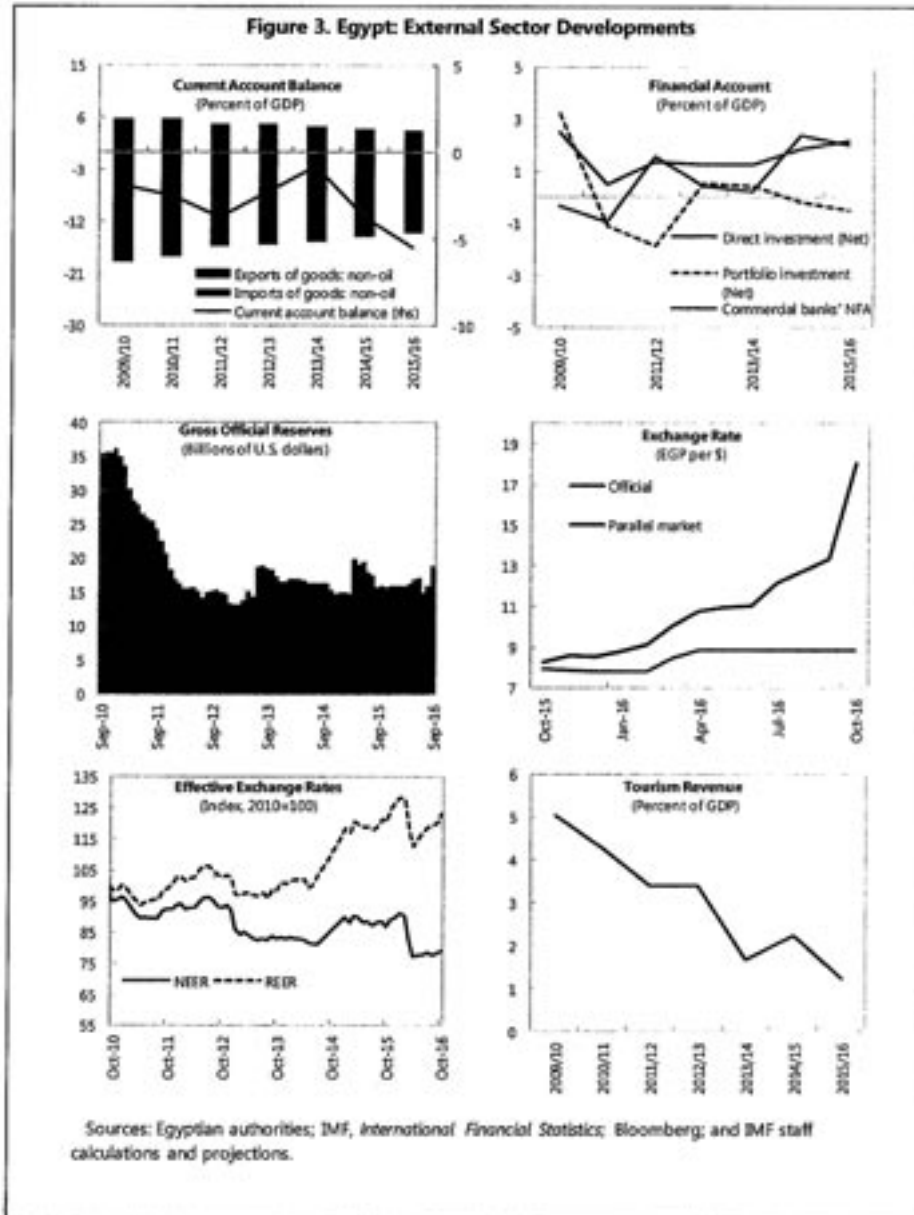 Figure 3. Egypt: External Sector Developments
Current Account Balance
(Percent of GDP)
15
6
-3
-12
-21
-30
5
0
-5
-10
Exports of goods: non-oil
Imports of goods: non-oil
Current account balance (rhs)
2009/10
2010/11
2011/12
2012/13
2013/14
2014/15
2015/16
Financial Account
(Percent of GDP)
5
3
1
-1
-3
-5
Direct investment (Net)
Portfolio investment
(Net)
Commercial banks' NFA
2009/10
2011/12
2013/14
2015/16
Gross Official Reserves
(Billions of U.S. dollars)
40
35
30
25
20
15
10
5
0
Sep-10
Sep-11
Sep-12
Sep-13
Sep-14
Sep-15
Sep-16
Exchange Rate
(EGP per $)
19
17
15
13
11
9
7
Official
Parallel market
Oct-15
Jan-16
Apr-16
Jul-16
Oct-16
Effective Exchange Rates
(Index, 2010=100)
135
125
115
105
95
85
75
65
55
NEER
REER
Oct-10
Oct-11
Oct-12
Oct-13
Oct-14
Oct-15
Oct-16
Tourism Revenue
(Percent of GDP)
6
5
4
3
2
1
0
2009/10
2010/11
2011/12
2012/13
2013/14
2014/15
2015/16
Sources: Egyptian authorities; IMF, International Financial Statistics; Bloomberg; and IMF staff
calculations and projections.